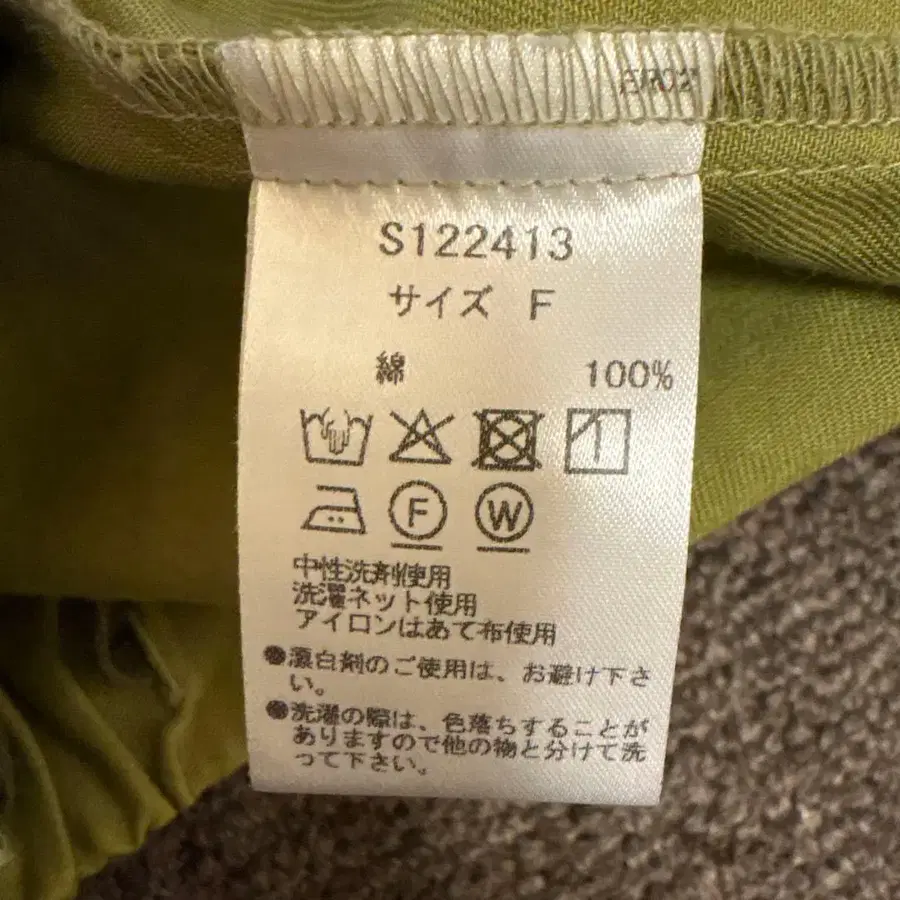 S122413
サイズ F
綿 100%
F W
中性洗剤使用
洗濯ネット使用
アイロンはあて布使用
●漂白剤のご使用は、お避け下さ
い。
●洗濯の際は、色落ちすることが
ありますので他の物と分けて洗
って下さい。